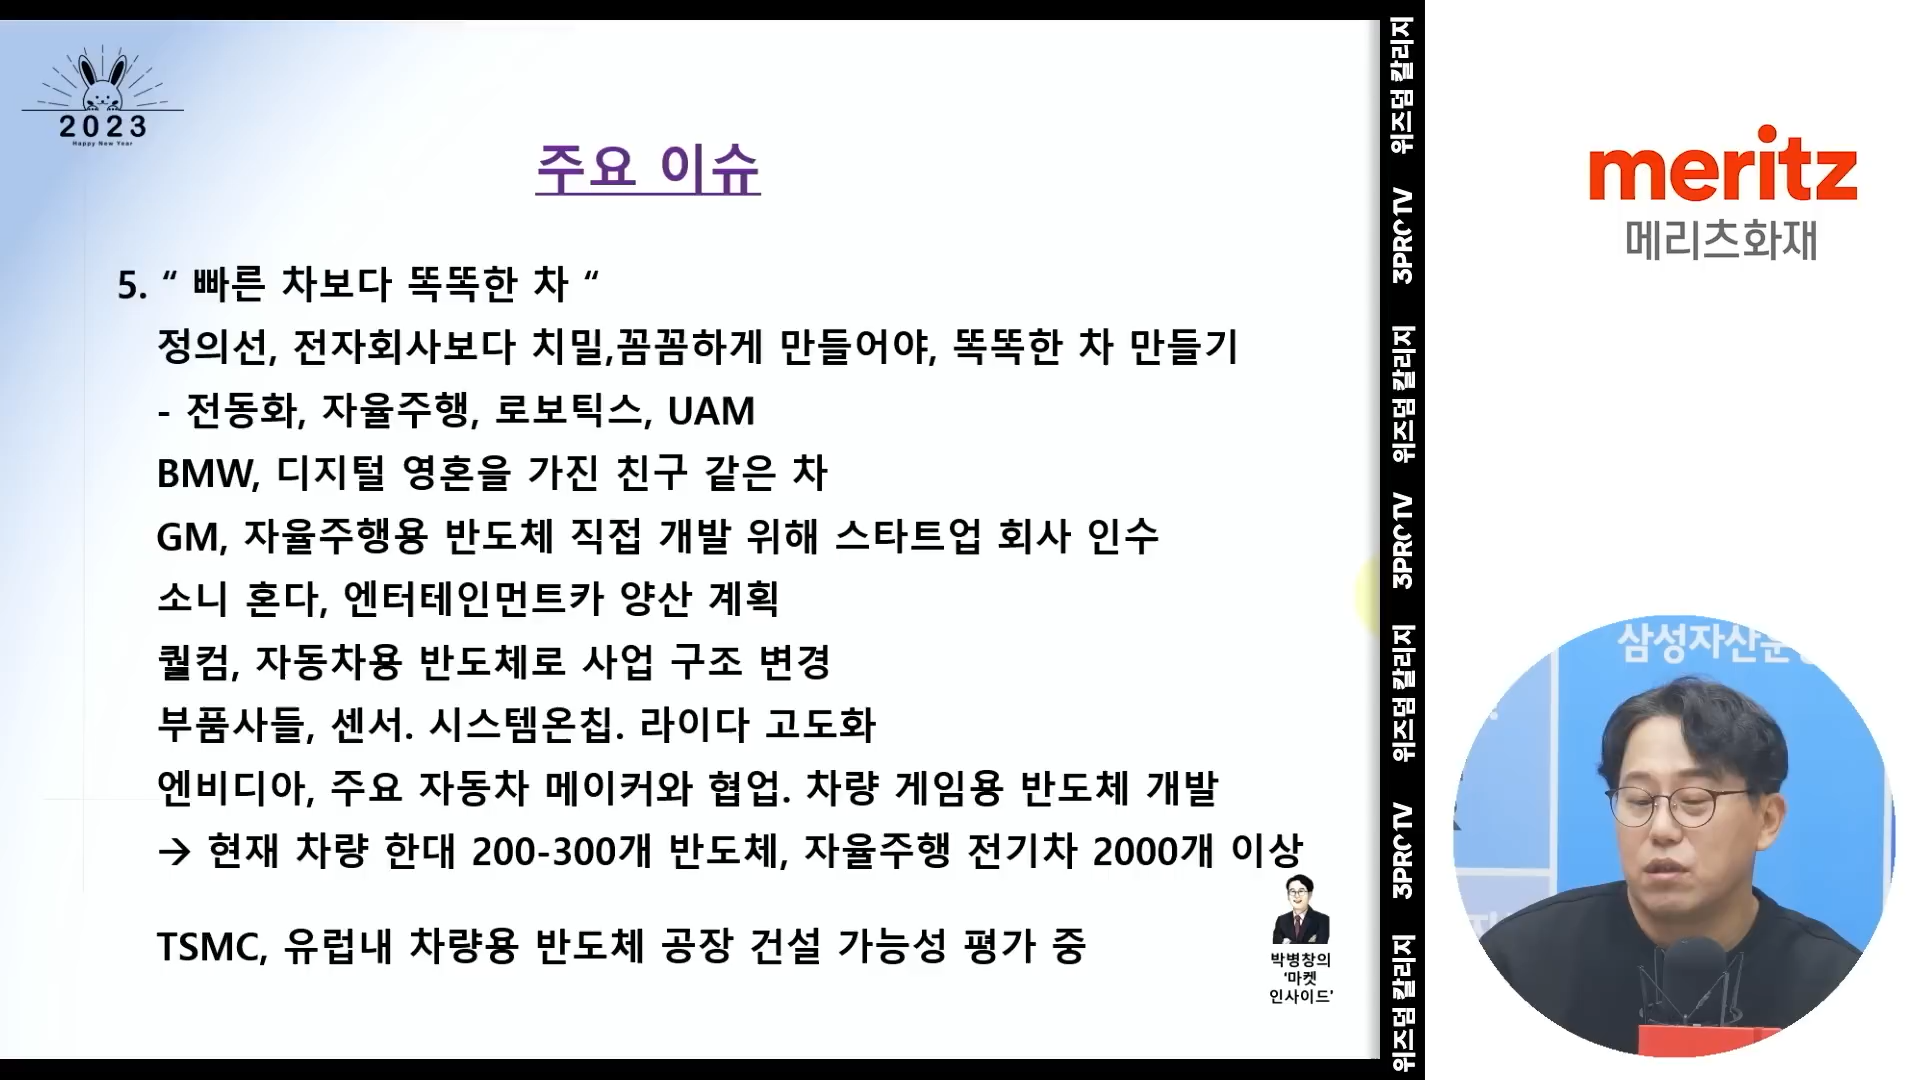 2023
Happy New Year
주요 이슈
5. “ 빠른 차보다 똑똑한 차 “
정의선, 전자회사보다 치밀,꼼꼼하게 만들어야, 똑똑한 차 만들기
- 전동화, 자율주행, 로보틱스, UAM
BMW, 디지털 영혼을 가진 친구 같은 차
GM, 자율주행용 반도체 직접 개발 위해 스타트업 회사 인수
소니 혼다, 엔터테인먼트카 양산 계획
퀄컴, 자동차용 반도체로 사업 구조 변경
부품사들, 센서. 시스템온칩. 라이다 고도화
엔비디아, 주요 자동차 메이커와 협업. 차량 게임용 반도체 개발
→ 현재 차량 한대 200-300개 반도체, 자율주행 전기차 2000개 이상
TSMC, 유럽내 차량용 반도체 공장 건설 가능성 평가 중
박병창의
'마켓
인사이드'
위즈덤 칼리지
3PROTV
위즈덤 칼리지
3PROTV
위즈덤 칼리지
3PROTV
위즈덤 칼리지
meritz
메리츠화재
삼성자산운